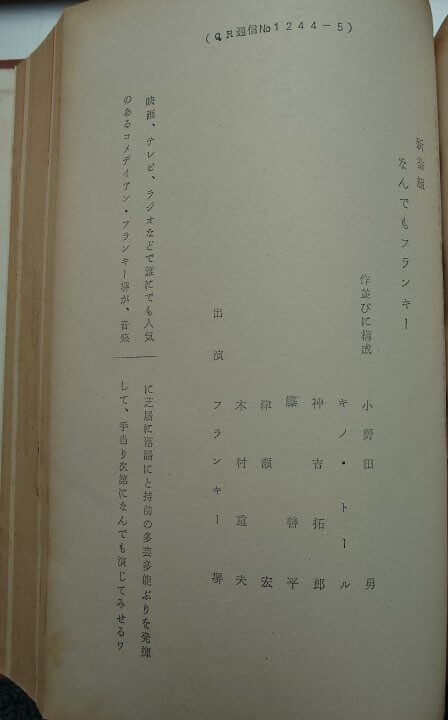 (QR通信No1244-5)
新番組
なんでもフランキー
作並びに構成 小野田 勇
キノ・トール
神吉拓郎
善平
津瀬 宏
木村重夫
出演 フランキー堺
映画、テレビ、ラジオなどで誰にでも人気
のあるコメデイアン・フランキー堺が、音楽
に芝居に落語にと持前の多芸多能ぶりを発揮
して、手当り次第になんでも演じてみせるワ